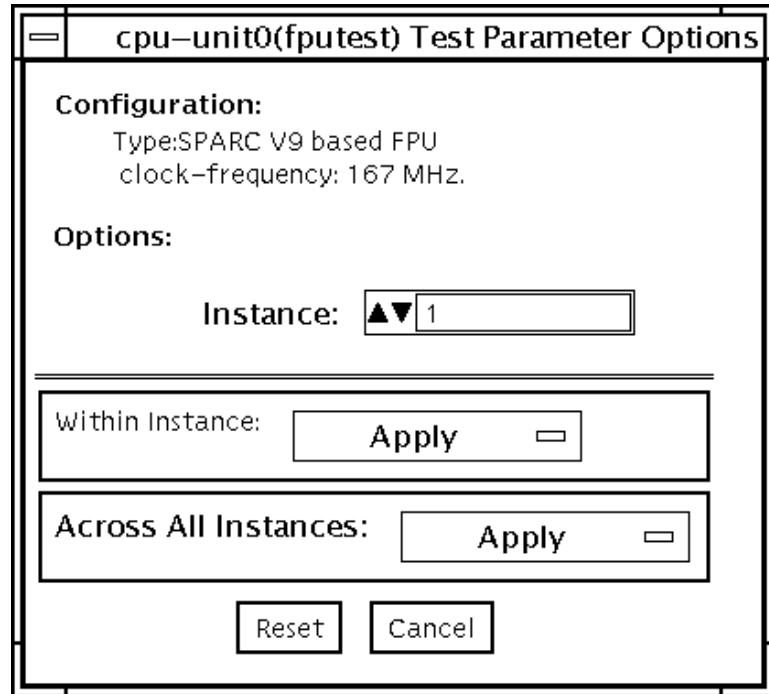 cpu–unit0(fputest) Test Parameter Options
Configuration:
Type:SPARC V9 based FPU
clock–frequency: 167 MHz.
Options:
Instance: ▲▼ 1
Within Instance: Apply
Across All Instances: Apply
Reset Cancel